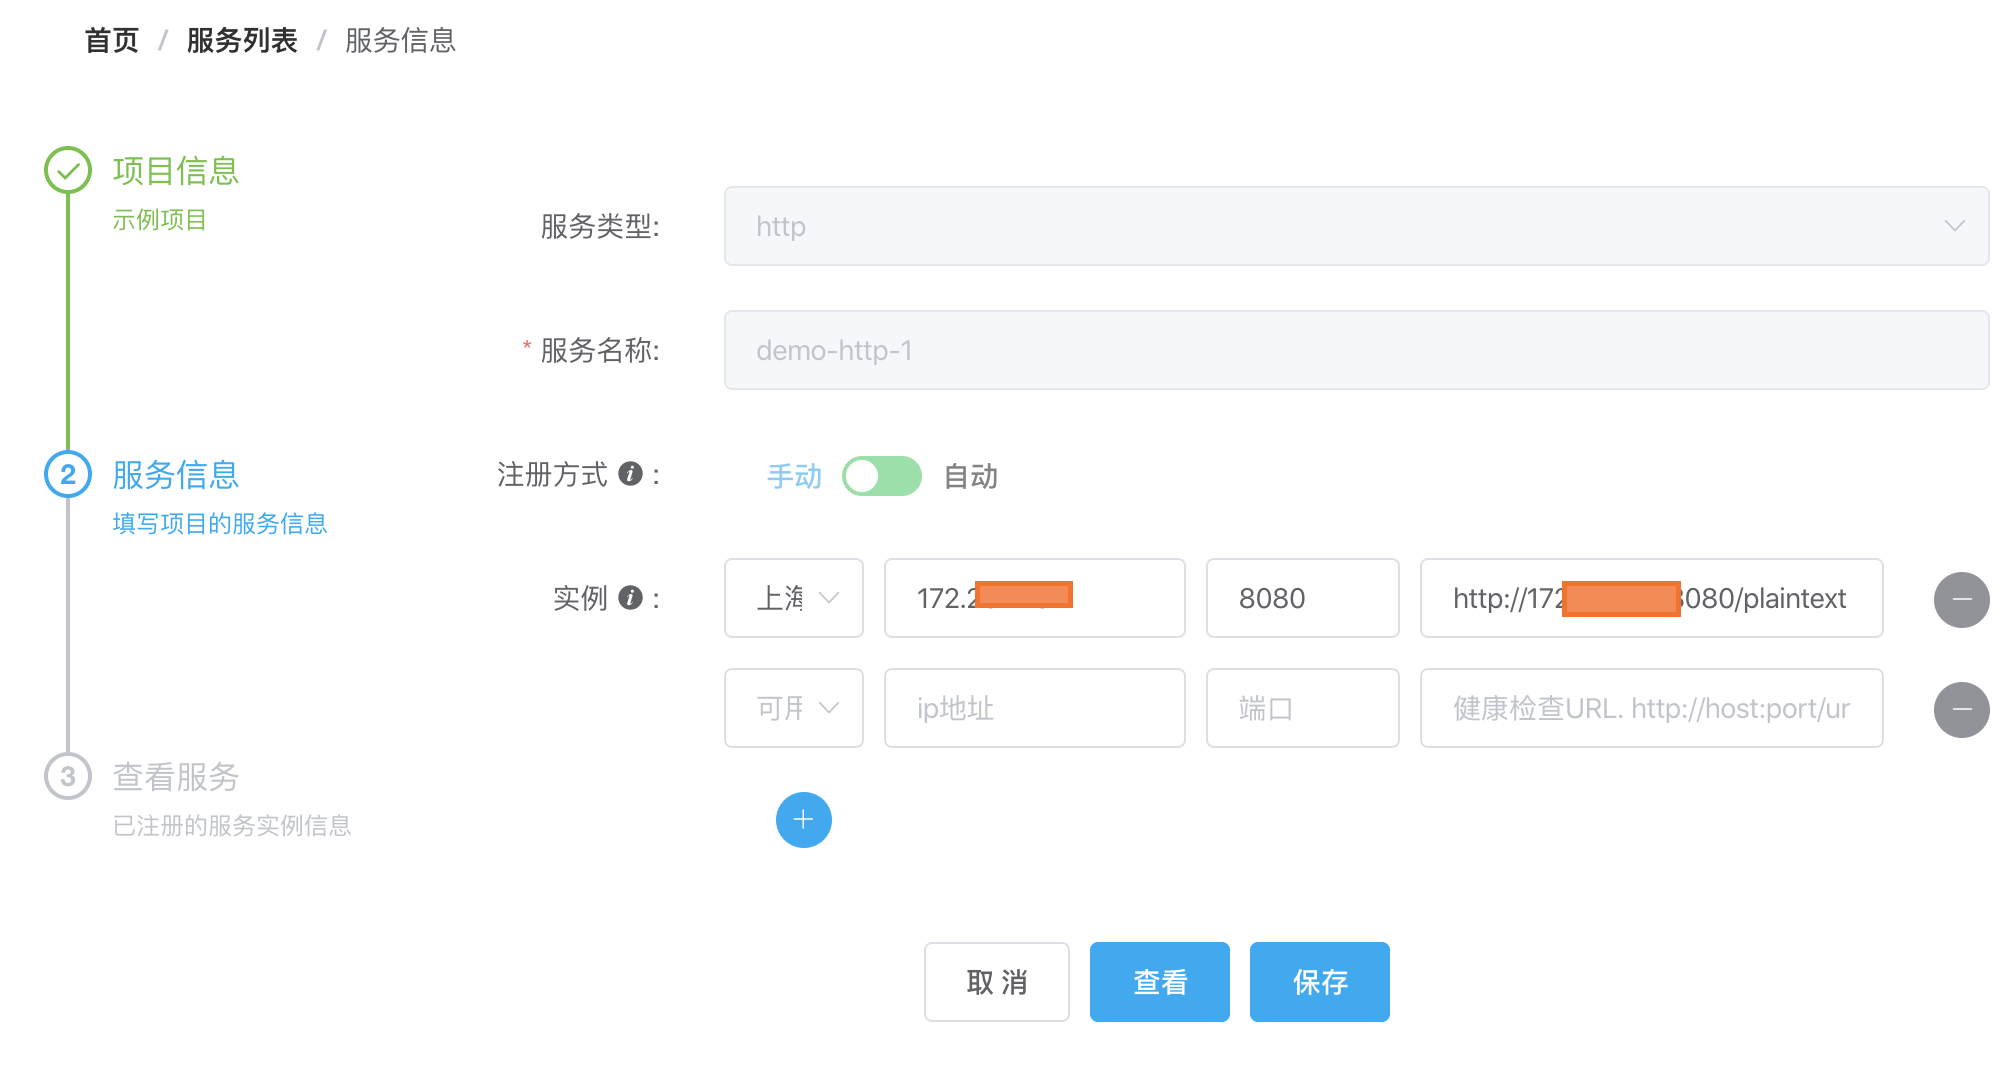 首页 / 服务列表 / 服务信息
项目信息
示例项目
服务类型:
http
* 服务名称:
demo-http-1
2
服务信息
填写项目的服务信息
注册方式 i :
手动
自动
实例 i :
上海
172.
8080
http://172 080/plaintext
可用
ip地址
端口
健康检查URL. http://host:port/ur
3
查看服务
已注册的服务实例信息
取 消
查看
保存